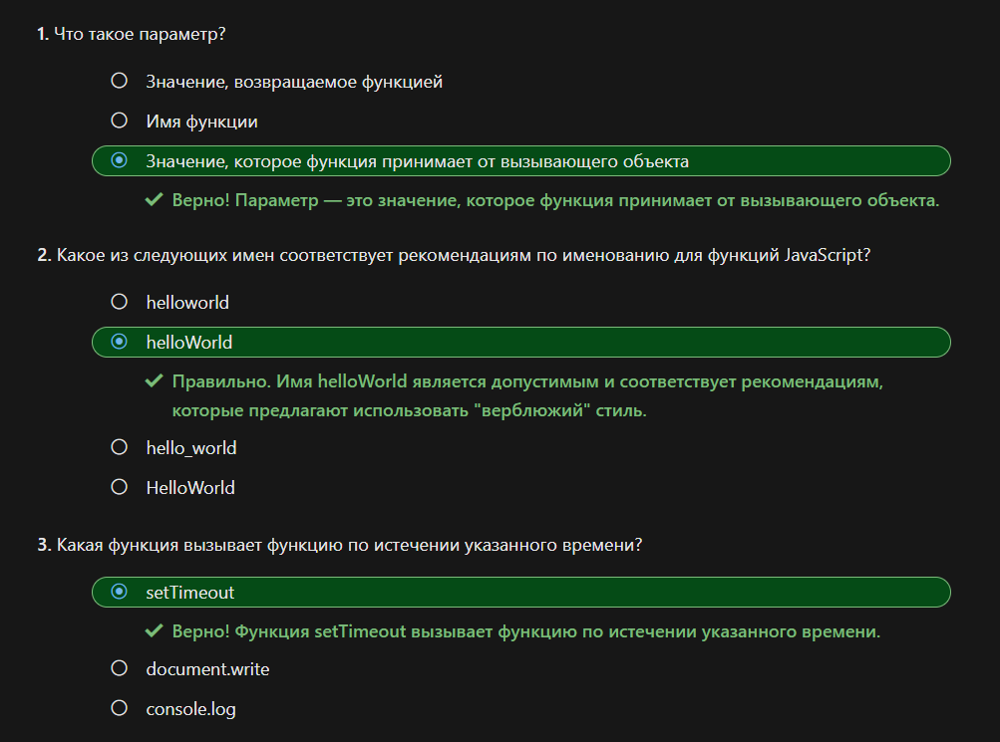 1. Что такое параметр?
Значение, возвращаемое функцией
Имя функции
Значение, которое функция принимает от вызывающего объекта
Верно! Параметр — это значение, которое функция принимает от вызывающего объекта.
2. Какое из следующих имен соответствует рекомендациям по именованию для функций JavaScript?
helloworld
helloWorld
Правильно. Имя helloWorld является допустимым и соответствует рекомендациям,
которые предлагают использовать "верблюжий" стиль.
hello_world
HelloWorld
3. Какая функция вызывает функцию по истечении указанного времени?
setTimeout
Верно! Функция setTimeout вызывает функцию по истечении указанного времени.
document.write
console.log